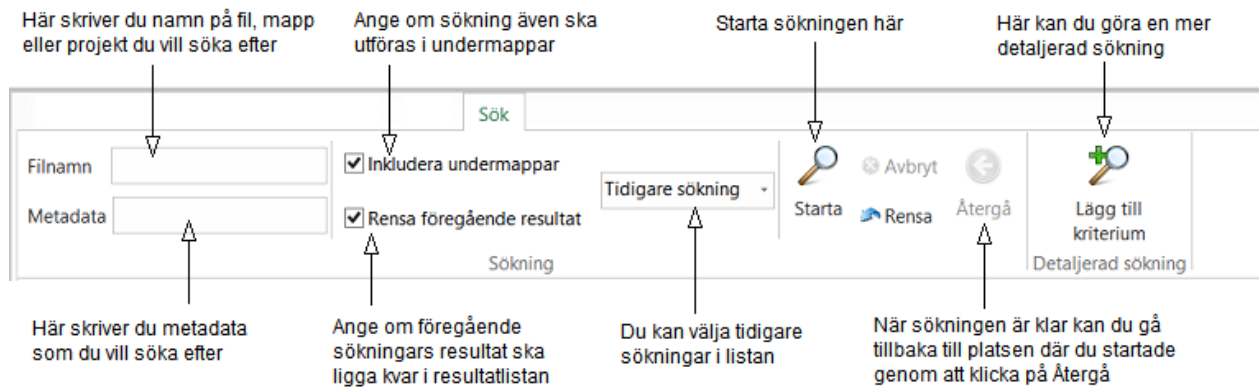 Här skriver du namn på fil, mapp
eller projekt du vill söka efter
Ange om sökning även ska
utföras i undermappar
Starta sökningen här
Här kan du göra en mer
detaljerad sökning
Sök
Filnamn
Inkludera undermappar
Metadata
Rensa föregående resultat
Tidigare sökning
Starta
Avbryt
Rensa
Återgå
Lägg till
kriterium
Sökning
Detaljerad sökning
Här skriver du metadata
som du vill söka efter
Ange om föregående
sökningars resultat ska
ligga kvar i resultatlistan
Du kan välja tidigare
sökningar i listan
När sökningen är klar kan du gå
tillbaka till platsen där du startade
genom att klicka på Återgå